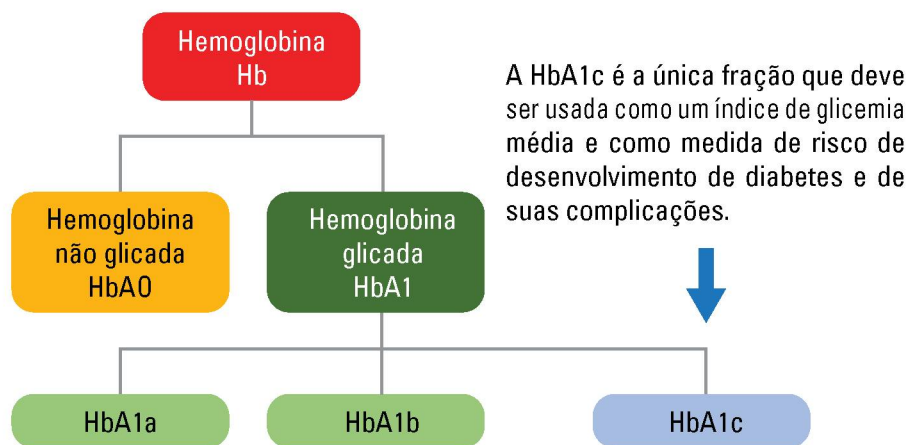 Hemoglobina
Hb
A HbA1c é a única fração que deve
ser usada como um índice de glicemia
média e como medida de risco de
desenvolvimento de diabetes e de
suas complicações.
Hemoglobina
não glicada
HbA0
Hemoglobina
glicada
HbA1
HbA1a
HbA1b
HbA1c